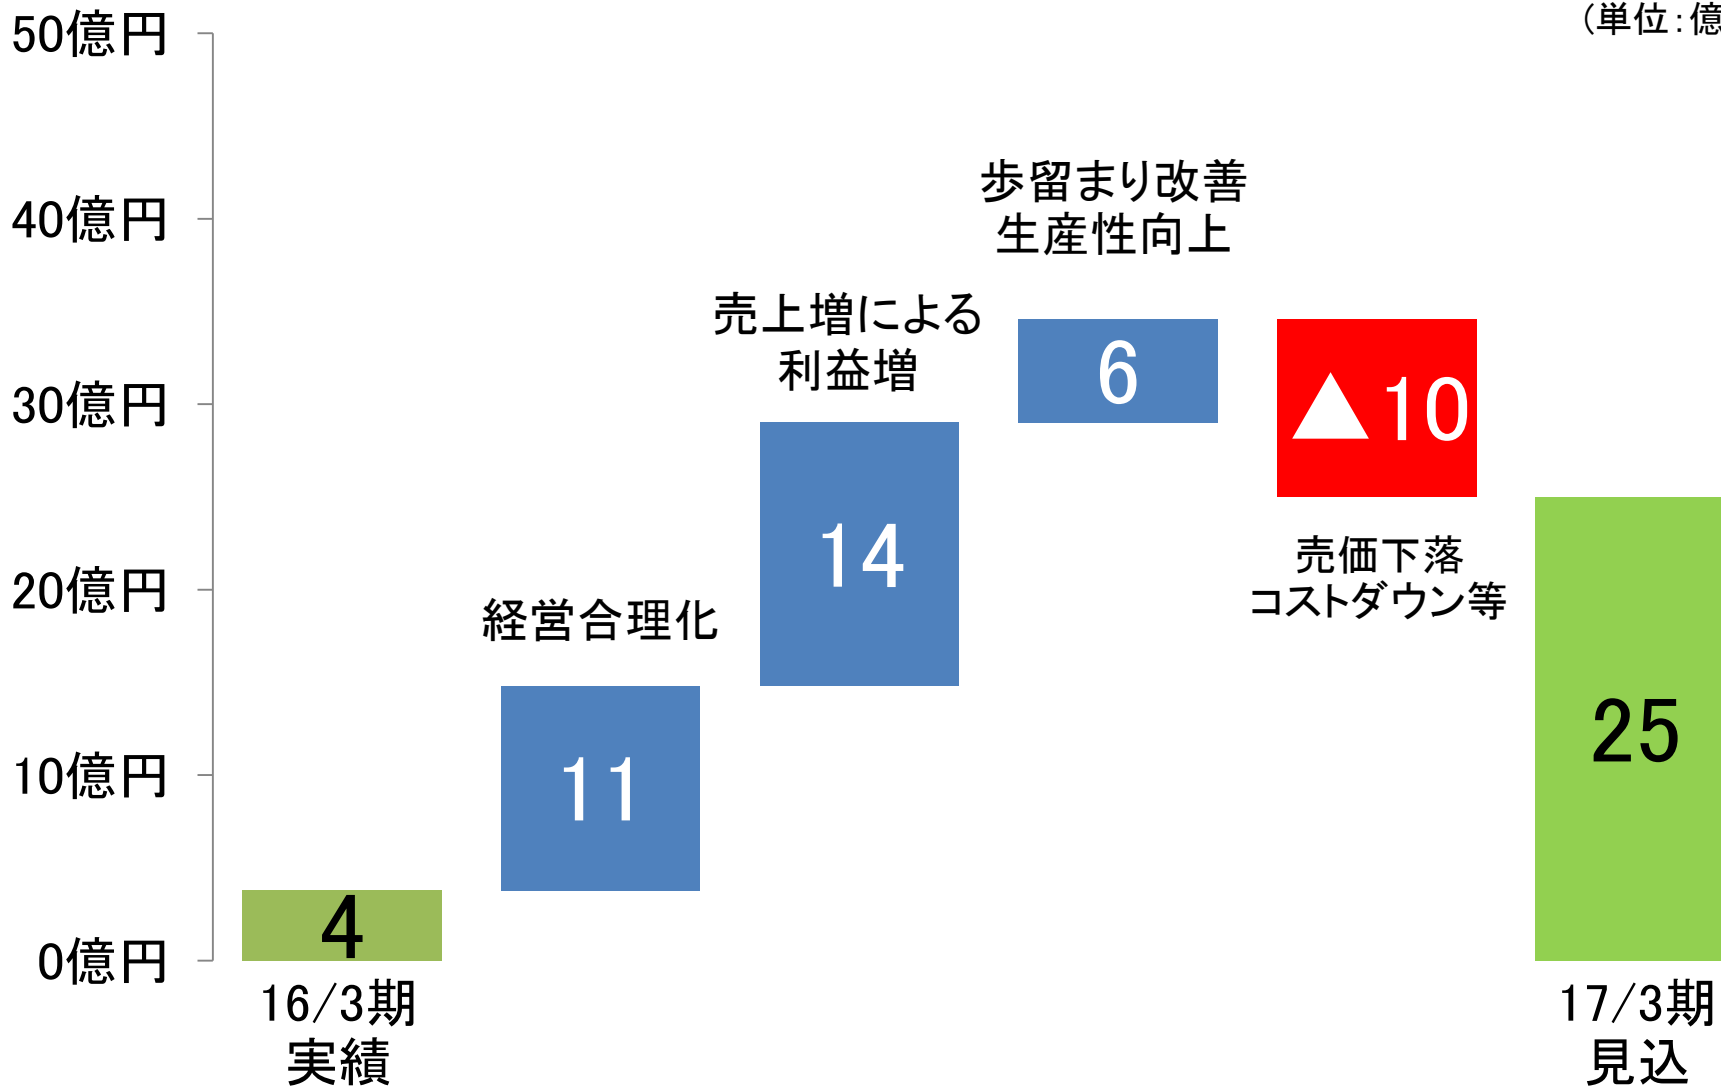 (単位:億
50億円
40億円
30億円
20億円
10億円
0億円
歩留まり改善
生産性向上
売上増による
利益増
経営合理化
売価下落
コストダウン等
4
11
14
6
▲10
25
16/3期
実績
17/3期
見込